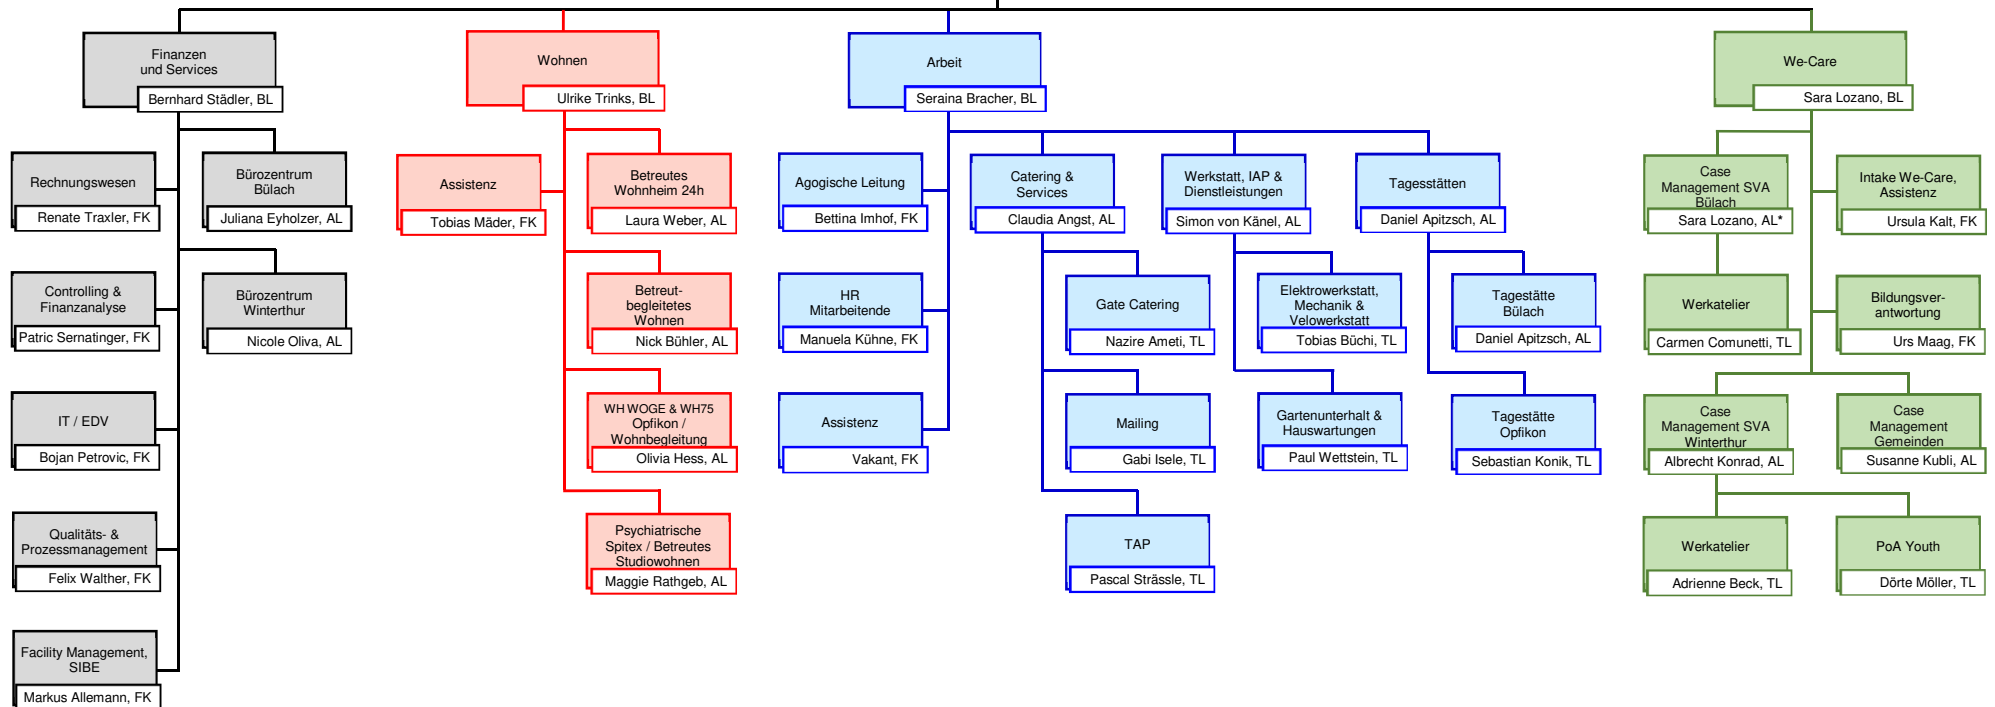 Finanzen
und Services
Bernhard Städler, BL
Wohnen
Ulrike Trinks, BL
Arbeit
Seraina Bracher, BL
We-Care
Sara Lozano, BL
Rechnungswesen
Renate Traxler, FK
Bürozentrum
Bülach
Juliana Eyholzer, AL
Controlling &
Finanzanalyse
Patric Sernatinger, FK
Bürozentrum
Winterthur
Nicole Oliva, AL
IT / EDV
Bojan Petrovic, FK
Qualitäts- &
Prozessmanagement
Felix Walther, FK
Facility Management,
SIBE
Markus Allemann, FK
Assistenz
Tobias Mäder, FK
Betreutes
Wohnheim 24h
Laura Weber, AL
Betreut-
begleitetes
Wohnen
Nick Bühler, AL
WH WOGE & WH75
Opfikon /
Wohnbegleitung
Olivia Hess, AL
Psychiatrische
Spitex / Betreutes
Studiowohnen
Maggie Rathgeb, AL
Agogische Leitung
Bettina Imhof, FK
HR
Mitarbeitende
Manuela Kühne, FK
Assistenz
Vakant, FK
Catering &
Services
Claudia Angst, AL
Gate Catering
Nazire Ameti, TL
Mailing
Gabi Isele, TL
TAP
Pascal Strässle, TL
Werkstatt, IAP &
Dienstleistungen
Simon von Känel, AL
Elektrowerkstatt,
Mechanik &
Velowerkstatt
Tobias Büchi, TL
Gartenunterhalt &
Hauswartungen
Paul Wettstein, TL
Tagesstätten
Daniel Apitzsch, AL
Tagestätte
Bülach
Daniel Apitzsch, AL
Tagestätte
Opfikon
Sebastian Konik, TL
Case
Management SVA
Bülach
Sara Lozano, AL*
Werkatelier
Carmen Comunetti, TL
Intake We-Care,
Assistenz
Ursula Kalt, FK
Bildungsver-
antwortung
Urs Maag, FK
Case
Management SVA
Winterthur
Albrecht Konrad, AL
Case
Management
Gemeinden
Susanne Kubli, AL
Werkatelier
Adrienne Beck, TL
PoA Youth
Dörte Möller, TL